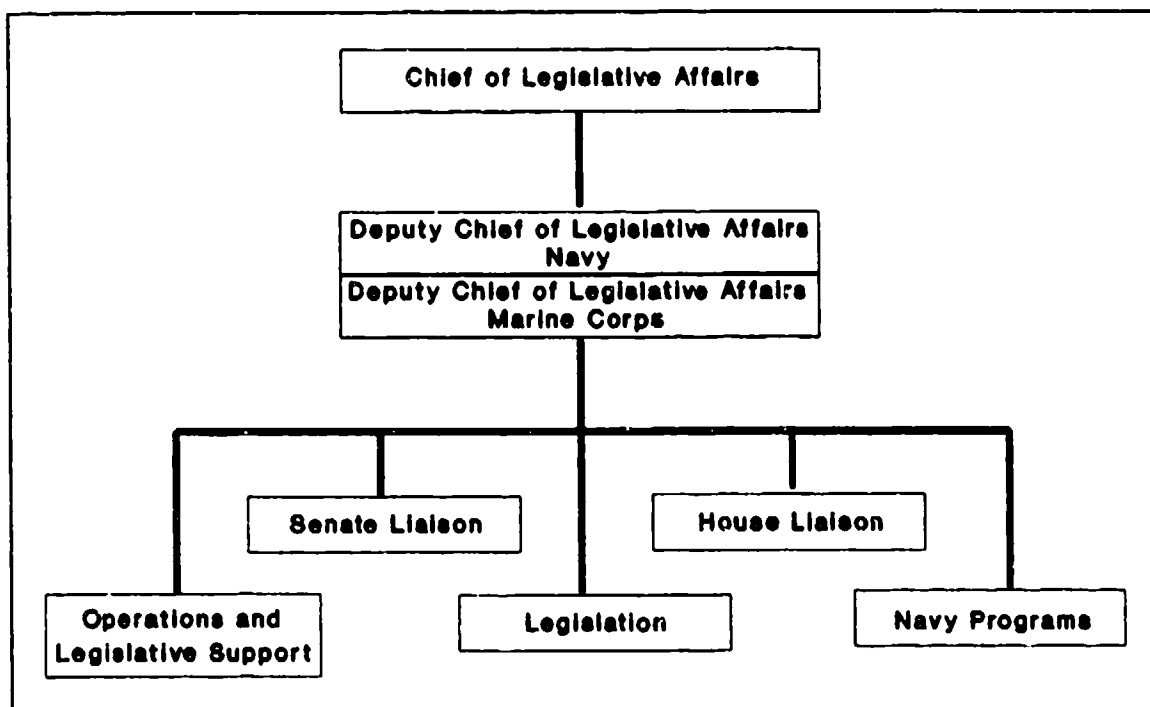 Chief of Legislative Affairs
Deputy Chief of Legislative Affairs
Navy
Deputy Chief of Legislative Affairs
Marine Corps
Senate Liaison
House Liaison
Operations and
Legislative Support
Legislation
Navy Programs